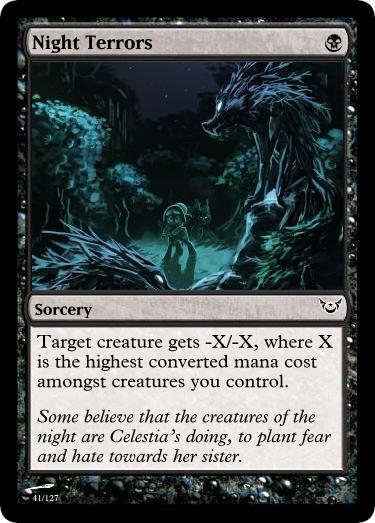 Night Terrors
Sorcery
Target creature gets -X/-X, where X
is the highest converted mana cost
amongst creatures you control.
Some believe that the creatures of the
night are Celestia's doing, to plant fear
and hate towards her sister.
41/127